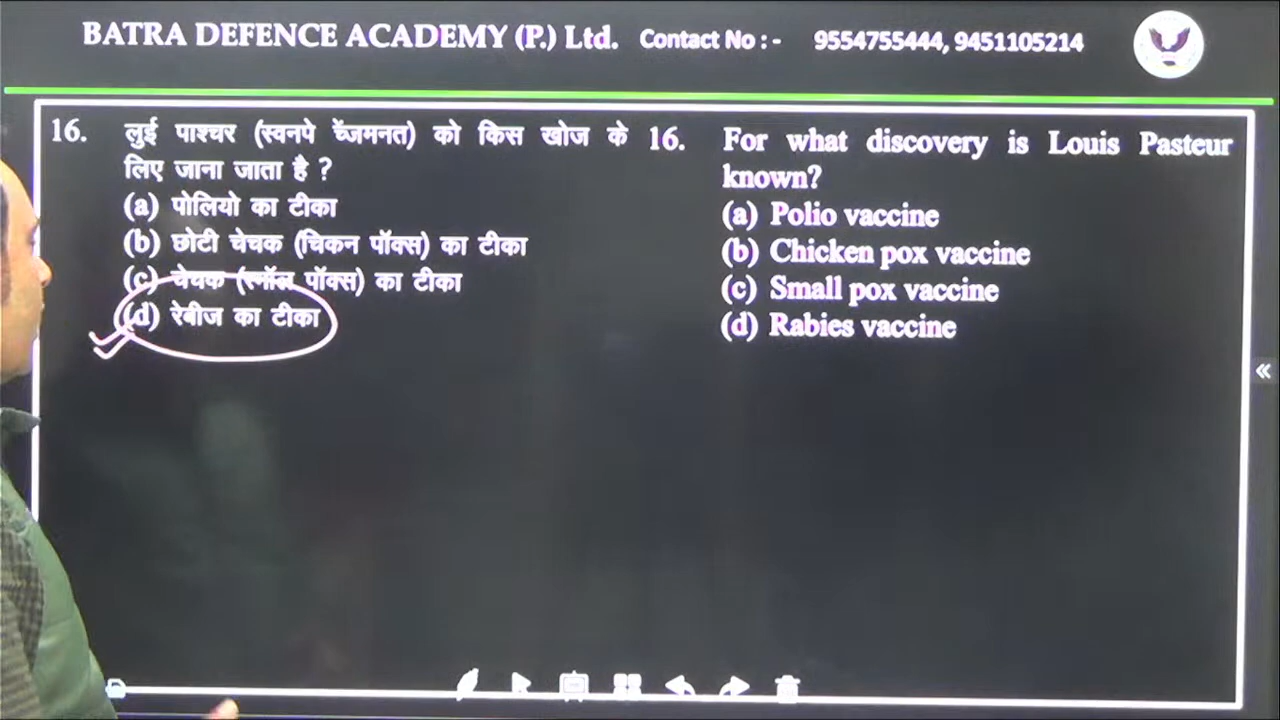 BATRA DEFENCE ACADEMY (P.) Ltd. Contact No : - 9554755444, 9451105214
16. लुई पाश्चर (स्वनपे च्ेंजमनत) को किस खोज के
लिए जाना जाता है ?
(a) पोलियो का टीका
(b) छोटी चेचक (चिकन पॉक्स) का टीका
(c) चेचक (स्मॉल पॉक्स) का टीका
(d) रेबीज का टीका
16. For what discovery is Louis Pasteur
known?
(a) Polio vaccine
(b) Chicken pox vaccine
(c) Small pox vaccine
(d) Rabies vaccine